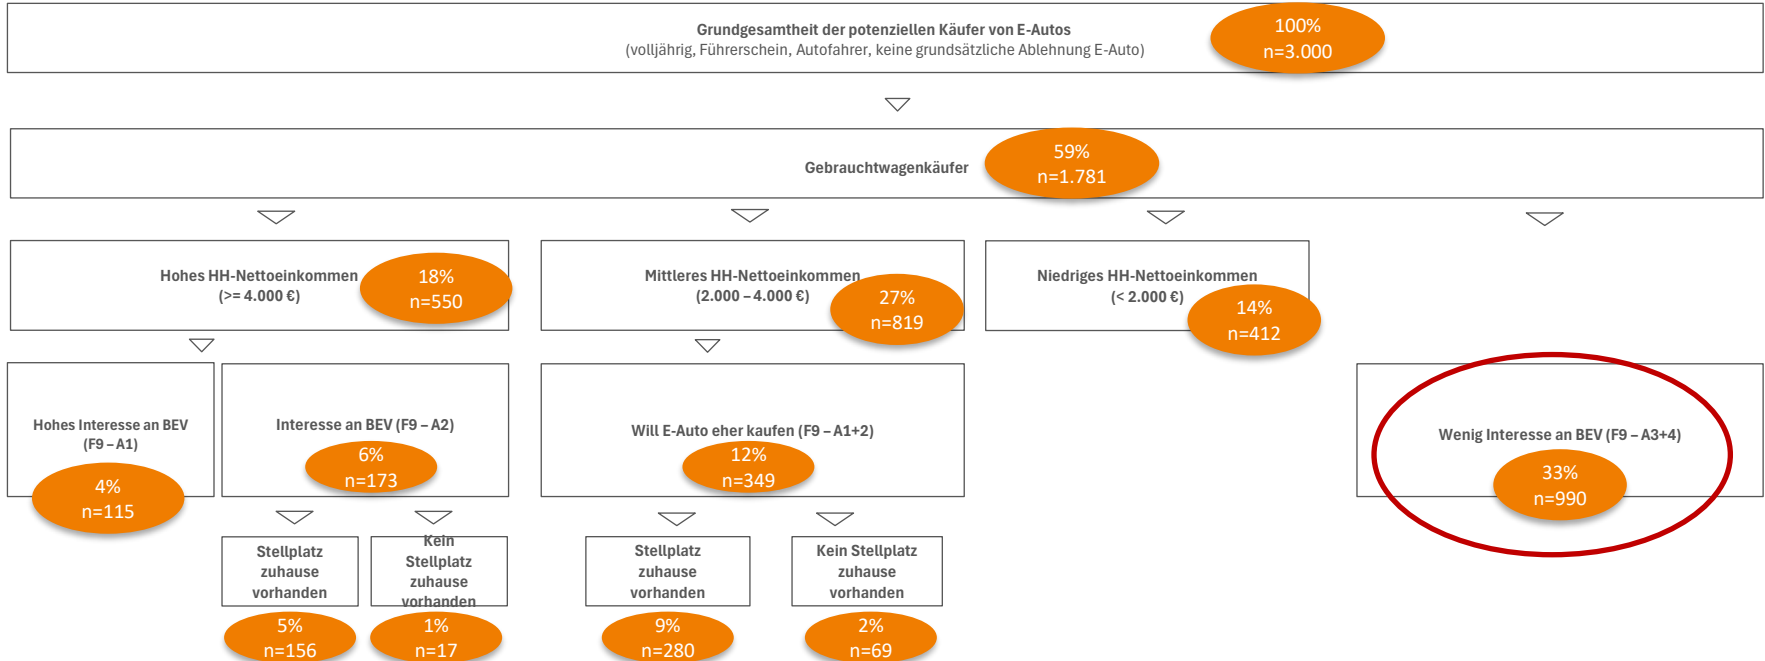 Grundgesamtheit der potenziellen Käufer von E-Autos
(volljährig, Führerschein, Autofahrer, keine grundsätzliche Ablehnung E-Auto)
100%
n=3.000
Gebrauchtwagenkäufer
59%
n=1.781
Hohes HH-Nettoeinkommen
(>= 4.000 €)
18%
n=550
Mittleres HH-Nettoeinkommen
(2.000 – 4.000 €)
27%
n=819
Niedriges HH-Nettoeinkommen
(< 2.000 €)
14%
n=412
Hohes Interesse an BEV
(F9 – A1)
4%
n=115
Interesse an BEV (F9 – A2)
6%
n=173
Will E-Auto eher kaufen (F9 – A1+2)
12%
n=349
Wenig Interesse an BEV (F9 – A3+4)
33%
n=990
Stellplatz
zuhause
vorhanden
5%
n=156
Kein
Stellplatz
zuhause
vorhanden
1%
n=17
Stellplatz
zuhause
vorhanden
9%
n=280
Kein Stellplatz
zuhause
vorhanden
2%
n=69